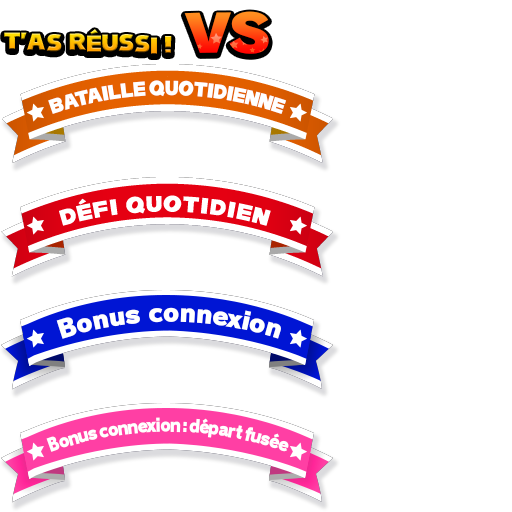 T'AS RÉUSSI !
VS
BATAILLE QUOTIDIENNE
DÉFI QUOTIDIEN
Bonus connexion
Bonus connexion : départ fusée